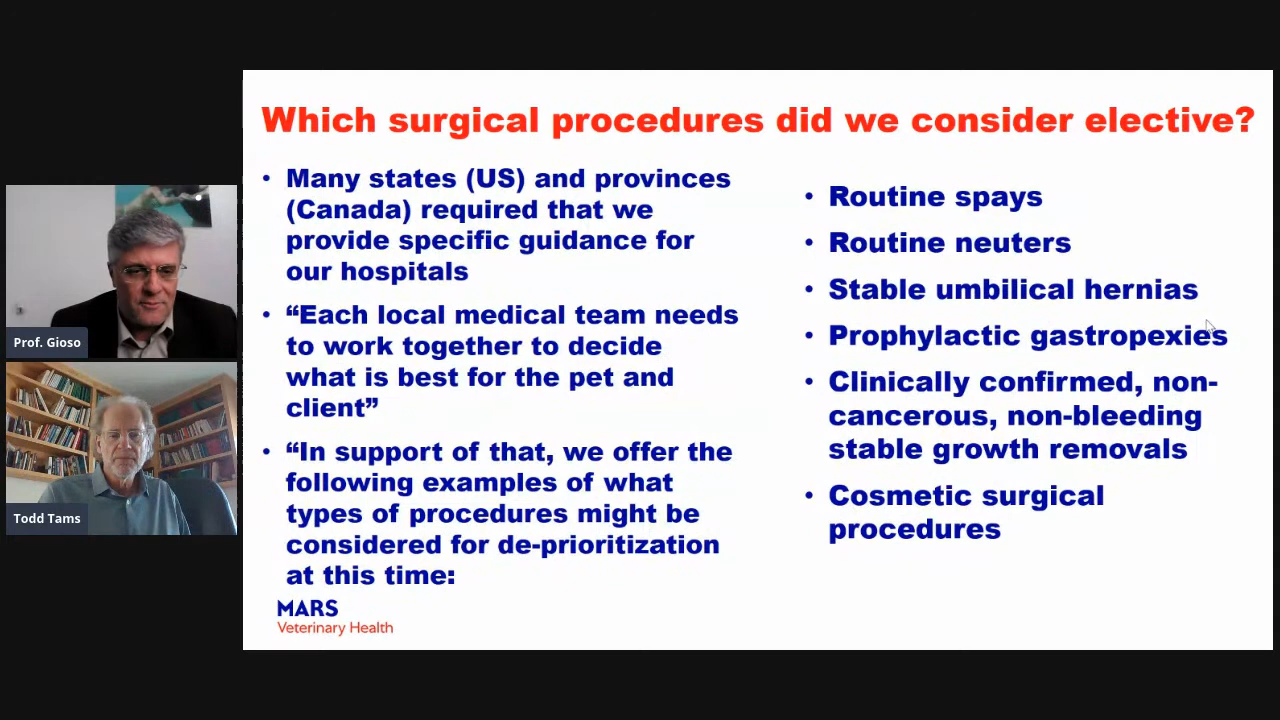 Which surgical procedures did we consider elective?
• Many states (US) and provinces
(Canada) required that we
provide specific guidance for
our hospitals
• “Each local medical team needs
to work together to decide
what is best for the pet and
client”
• “In support of that, we offer the
following examples of what
types of procedures might be
considered for de-prioritization
at this time:
• Routine spays
• Routine neuters
• Stable umbilical hernias
• Prophylactic gastropexies
• Clinically confirmed, non-
cancerous, non-bleeding
stable growth removals
• Cosmetic surgical
procedures
MARS
Veterinary Health
Prof. Gioso
Todd Tams